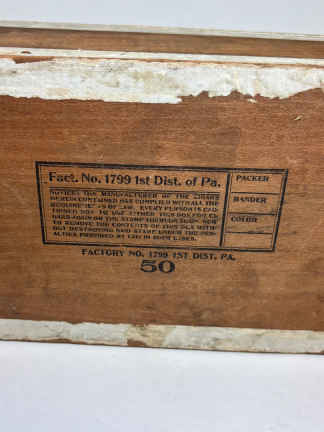 Fact. No. 1799 1st Dist. of Pa.
NOTICE: THE MANUFACTURER OF THE CIGARS
HEREIN CONTAINED HAS COMPLIED WITH ALL THE
EVERY PERSON IS CAU-
TIONED NOT TO USE EITHER THIS BOX FOR CI-
GARS AGAIN OR THE STAMP THEREON AGAIN, NOR
TO REMOVE THE CONTENTS OF THIS BOX WITH-
OUT DESTROYING SAID STAMP UNDER THE PEN-
ALTIES PROVIDED BY LAW IN SUCH CASES.
PACKER
BANDER
COLOR
FACTORY NO. 1799 1ST DIST. PA.
50